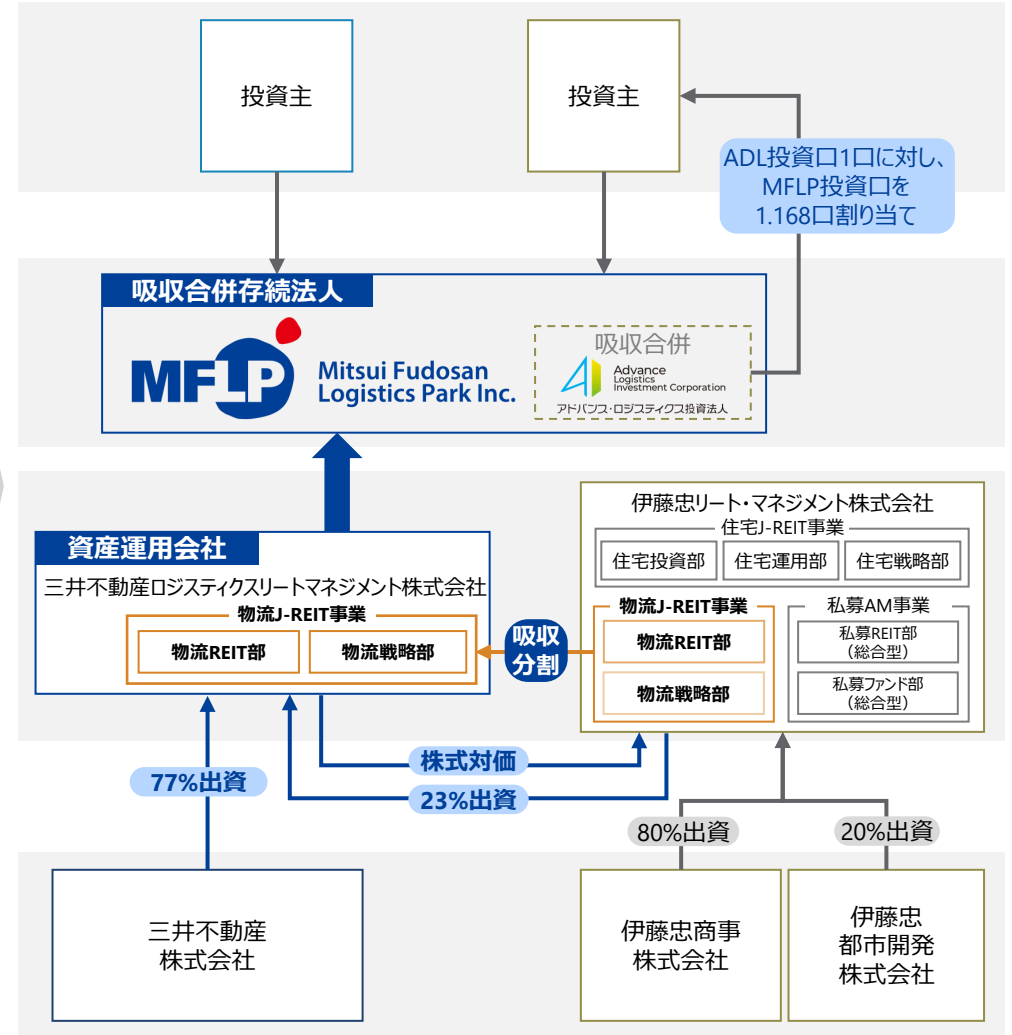 投資主
投資主
ADL投資口1口に対し、
MFLP投資口を
1.168口割り当て
吸収合併存続法人
MFLP
Mitsui Fudosan
Logistics Park Inc.
吸収合併
Advance
Logistics
Investment Corporation
アドバンス・ロジスティクス投資法人
資産運用会社
三井不動産ロジスティクスリートマネジメント株式会社
物流J-REIT事業
物流REIT部
物流戦略部
吸収
分割
伊藤忠リート・マネジメント株式会社
住宅J-REIT事業
住宅投資部
住宅運用部
住宅戦略部
物流J-REIT事業
物流REIT部
物流戦略部
私募AM事業
私募REIT部
（総合型）
私募ファンド部
（総合型）
株式対価
77%出資
23%出資
80%出資
20%出資
三井不動産
株式会社
伊藤忠商事
株式会社
伊藤忠
都市開発
株式会社